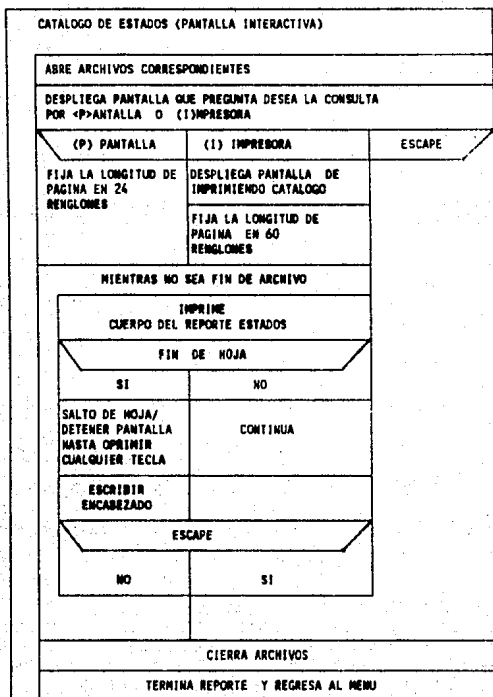 CATALOGO DE ESTADOS (PANTALLA INTERACTIVA)
ABRE ARCHIVOS CORRESPONDIENTES
DESPLIEGA PANTALLA QUE PREGUNTA DESEA LA CONSULTA
POR <P>ANTALLA O (I)MPRESORA
(P) PANTALLA (I) IMPRESORA ESCAPE
FIJA LA LONGITUD DE
PAGINA EN 24
RENGLONES
DESPLIEGA PANTALLA DE
IMPRIMIENDO CATALOGO
FIJA LA LONGITUD DE
PAGINA EN 60
RENGLONES
MIENTRAS NO SEA FIN DE ARCHIVO
IMPRIME
CUERPO DEL REPORTE ESTADOS
FIN DE HOJA
SI NO
SALTO DE HOJA/
DETENER PANTALLA
HASTA OPRIMIR
CUALQUIER TECLA
CONTINUA
ESCRIBIR
ENCABEZADO
ESCAPE
NO SI
CIERRA ARCHIVOS
TERMINA REPORTE Y REGRESA AL MENU